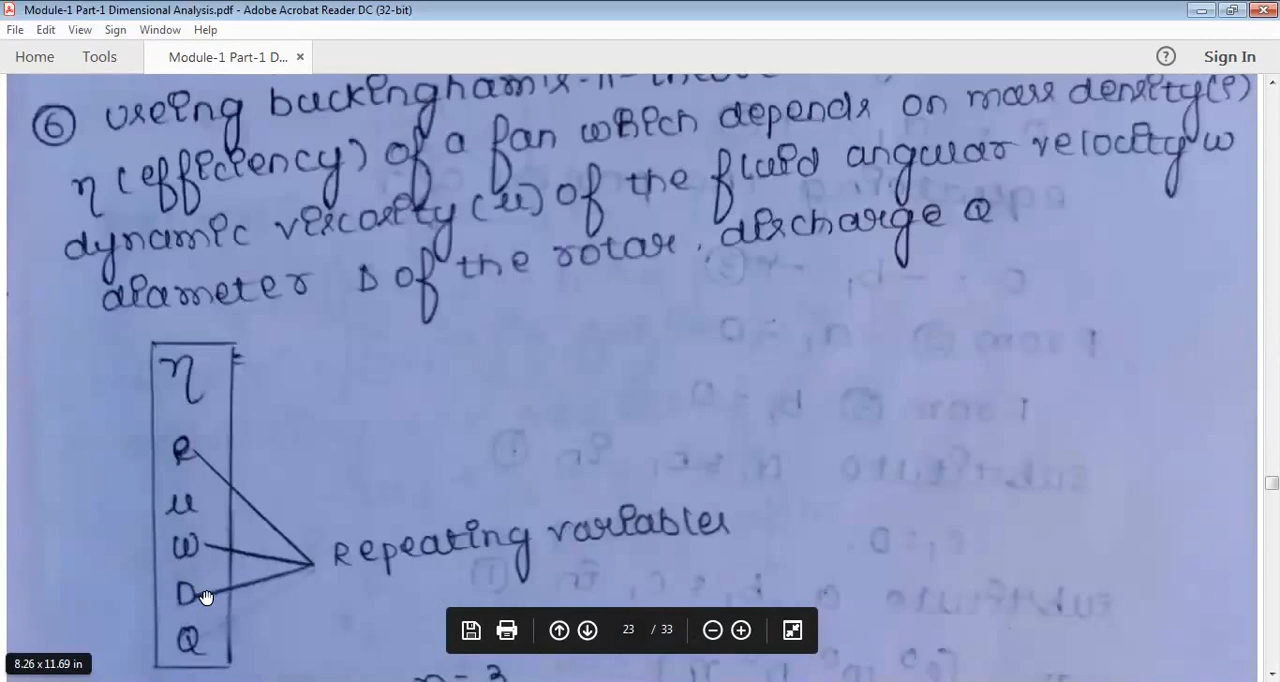 Module-1 Part-1 Dimensional Analysis.pdf - Adobe Acrobat Reader DC (32-bit)
File Edit View Sign Window Help
Home Tools Module-1 Part-1 D... × ? Sign In
⑥ using buckingham's-π-
η (efficiency) of a fan which depends on mass density(ρ)
dynamic viscosity (μ) of the fluid angular velocity ω
diameter D of the rotar, discharge Q
η
ρ
μ
ω Repeating variables
D
Q
23 / 33
8.26 x 11.69 in